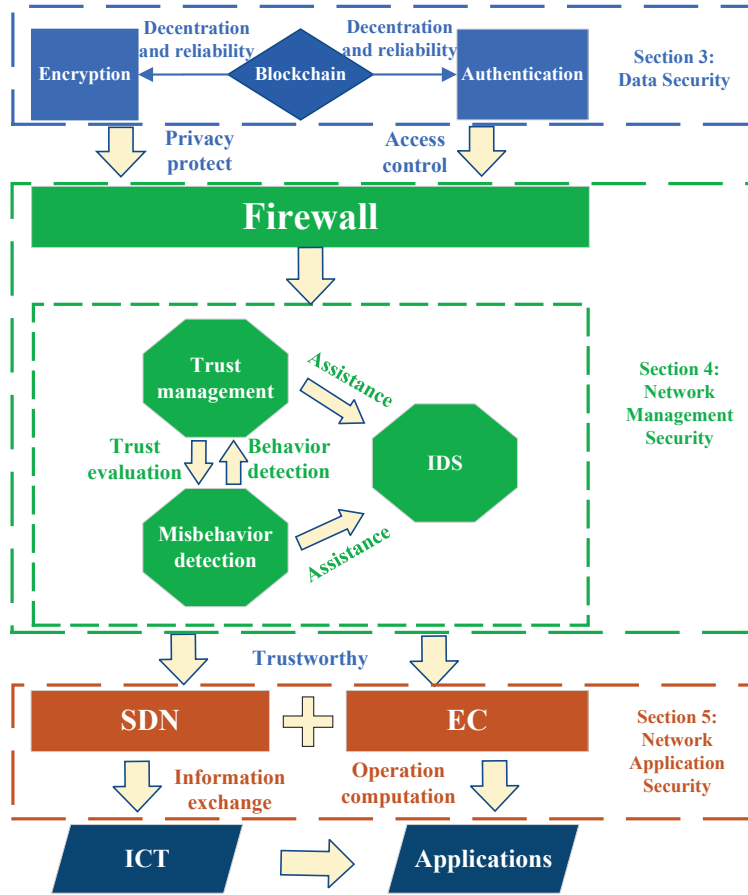 Decentration
and reliability
Decentration
and reliability
Encryption
Blockchain
Authentication
Section 3:
Data Security
Privacy
protect
Access
control
Firewall
Trust
management
Assistance
Section 4:
Network
Management
Security
Trust
evaluation
Behavior
detection
IDS
Misbehavior
detection
Assistance
Trustworthy
SDN
EC
Section 5:
Network
Application
Security
Information
exchange
Operation
computation
ICT
Applications